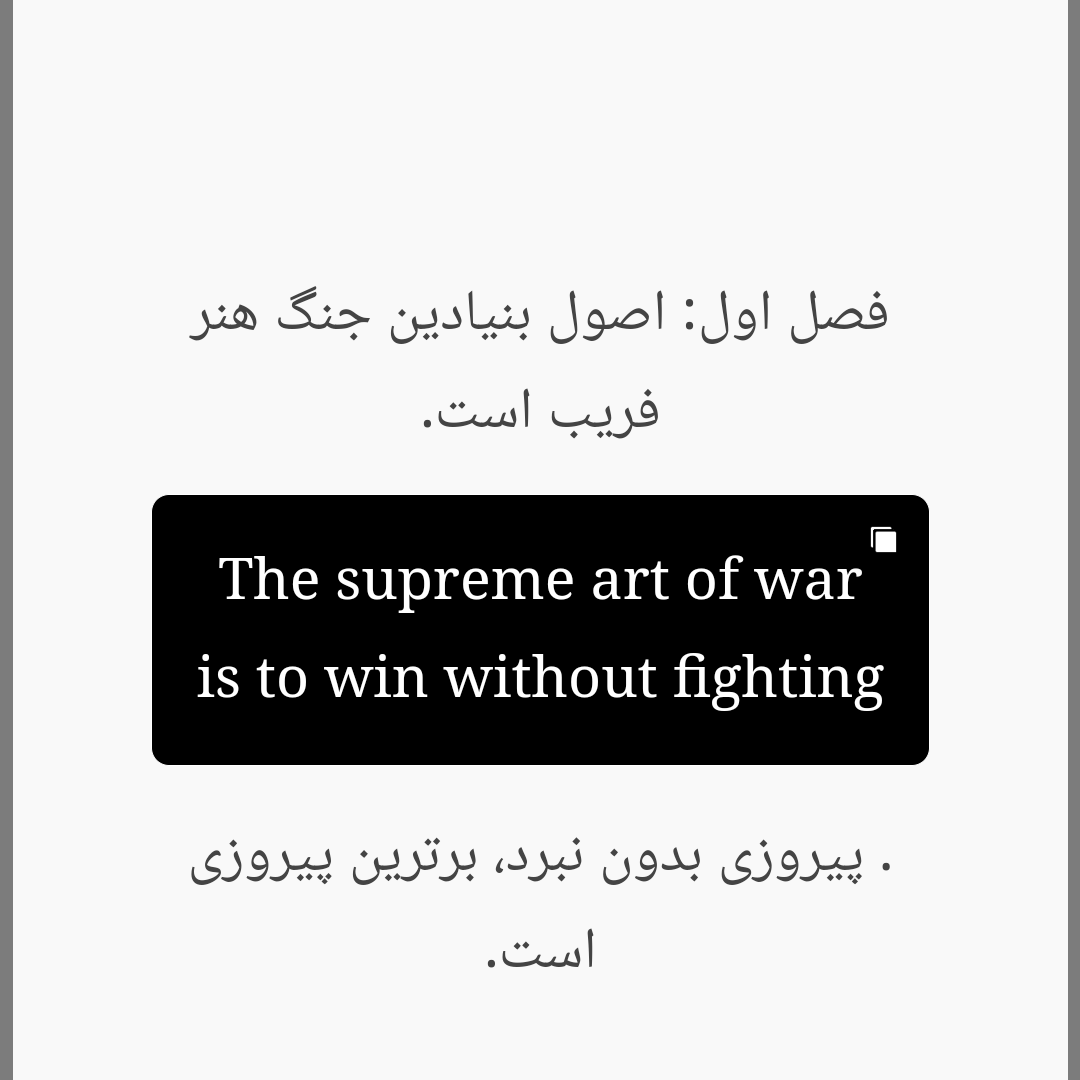 فصل اول: اصول بنیادین جنگ هنر
فریب است.
The supreme art of war
is to win without fighting
. پیروزی بدون نبرد، برترین پیروزی
است.